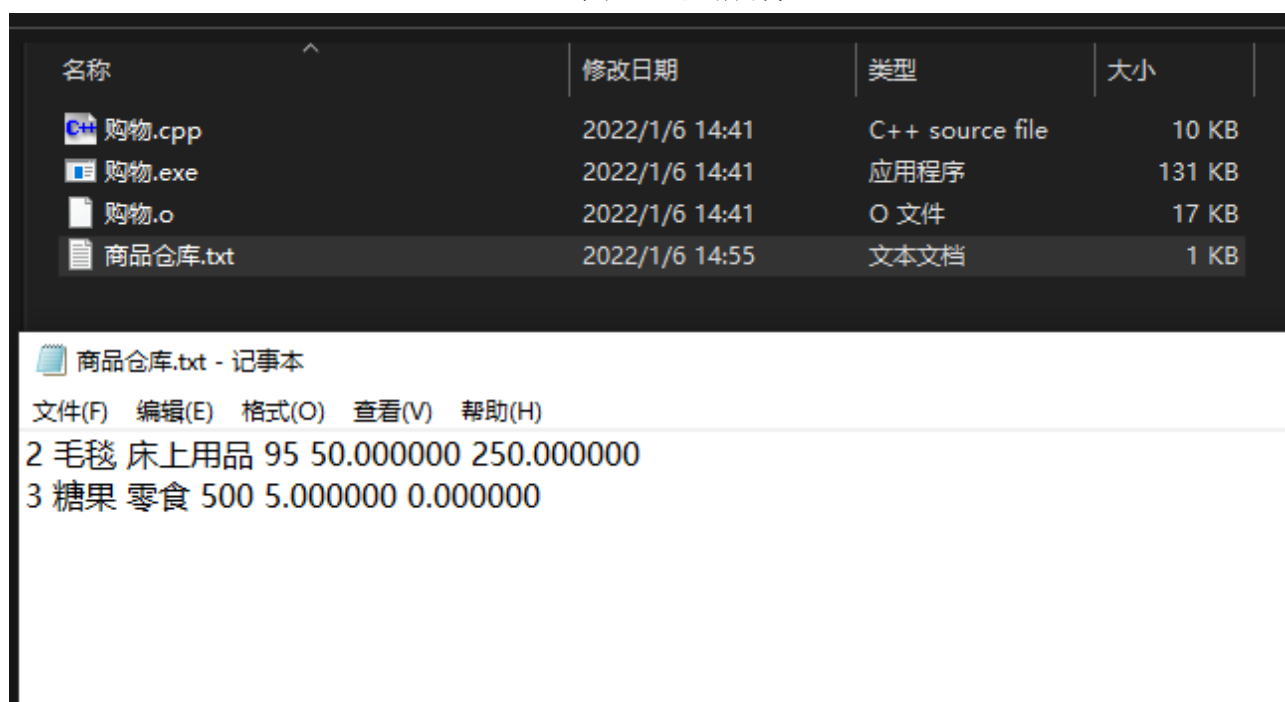 名称 修改日期 类型 大小
购物.cpp 2022/1/6 14:41 C++ source file 10 KB
购物.exe 2022/1/6 14:41 应用程序 131 KB
购物.o 2022/1/6 14:41 O 文件 17 KB
商品仓库.txt 2022/1/6 14:55 文本文档 1 KB
商品仓库.txt - 记事本
文件(F) 编辑(E) 格式(O) 查看(V) 帮助(H)
2 毛毯 床上用品 95 50.000000 250.000000
3 糖果 零食 500 5.000000 0.000000